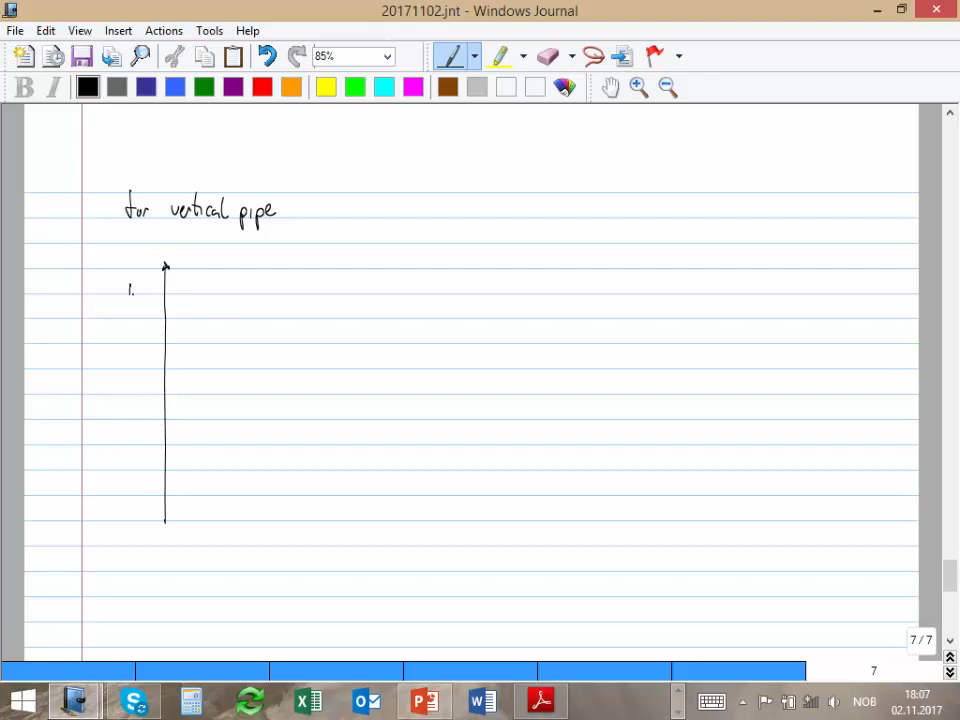 20171102.jnt - Windows Journal
File Edit View Insert Actions Tools Help
85%
B I
for vertical pipe
1.
7 / 7
7
NOB
18:07
02.11.2017